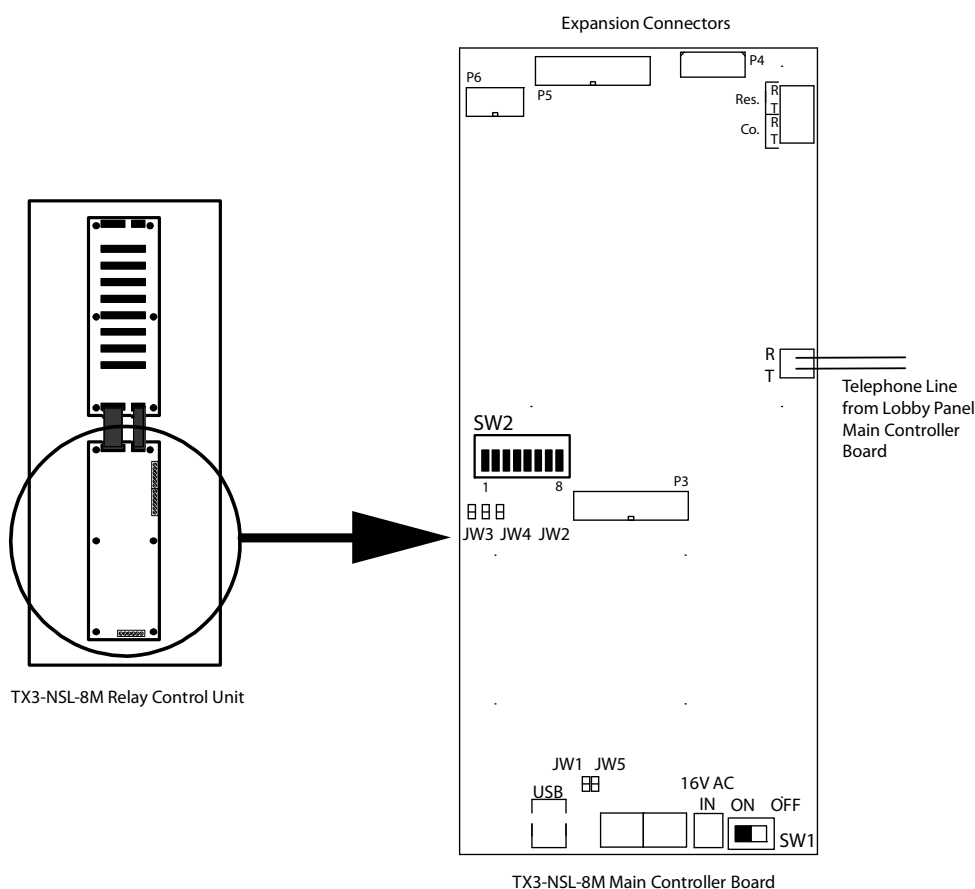 Expansion Connectors
P4
P6
P5
Res.
R
T
Co.
R
T
R
T
Telephone Line
from Lobby Panel
Main Controller
Board
SW2
1 8
P3
JW3 JW4 JW2
TX3-NSL-8M Relay Control Unit
JW1 JW5
USB
16V AC
IN ON OFF
SW1
TX3-NSL-8M Main Controller Board